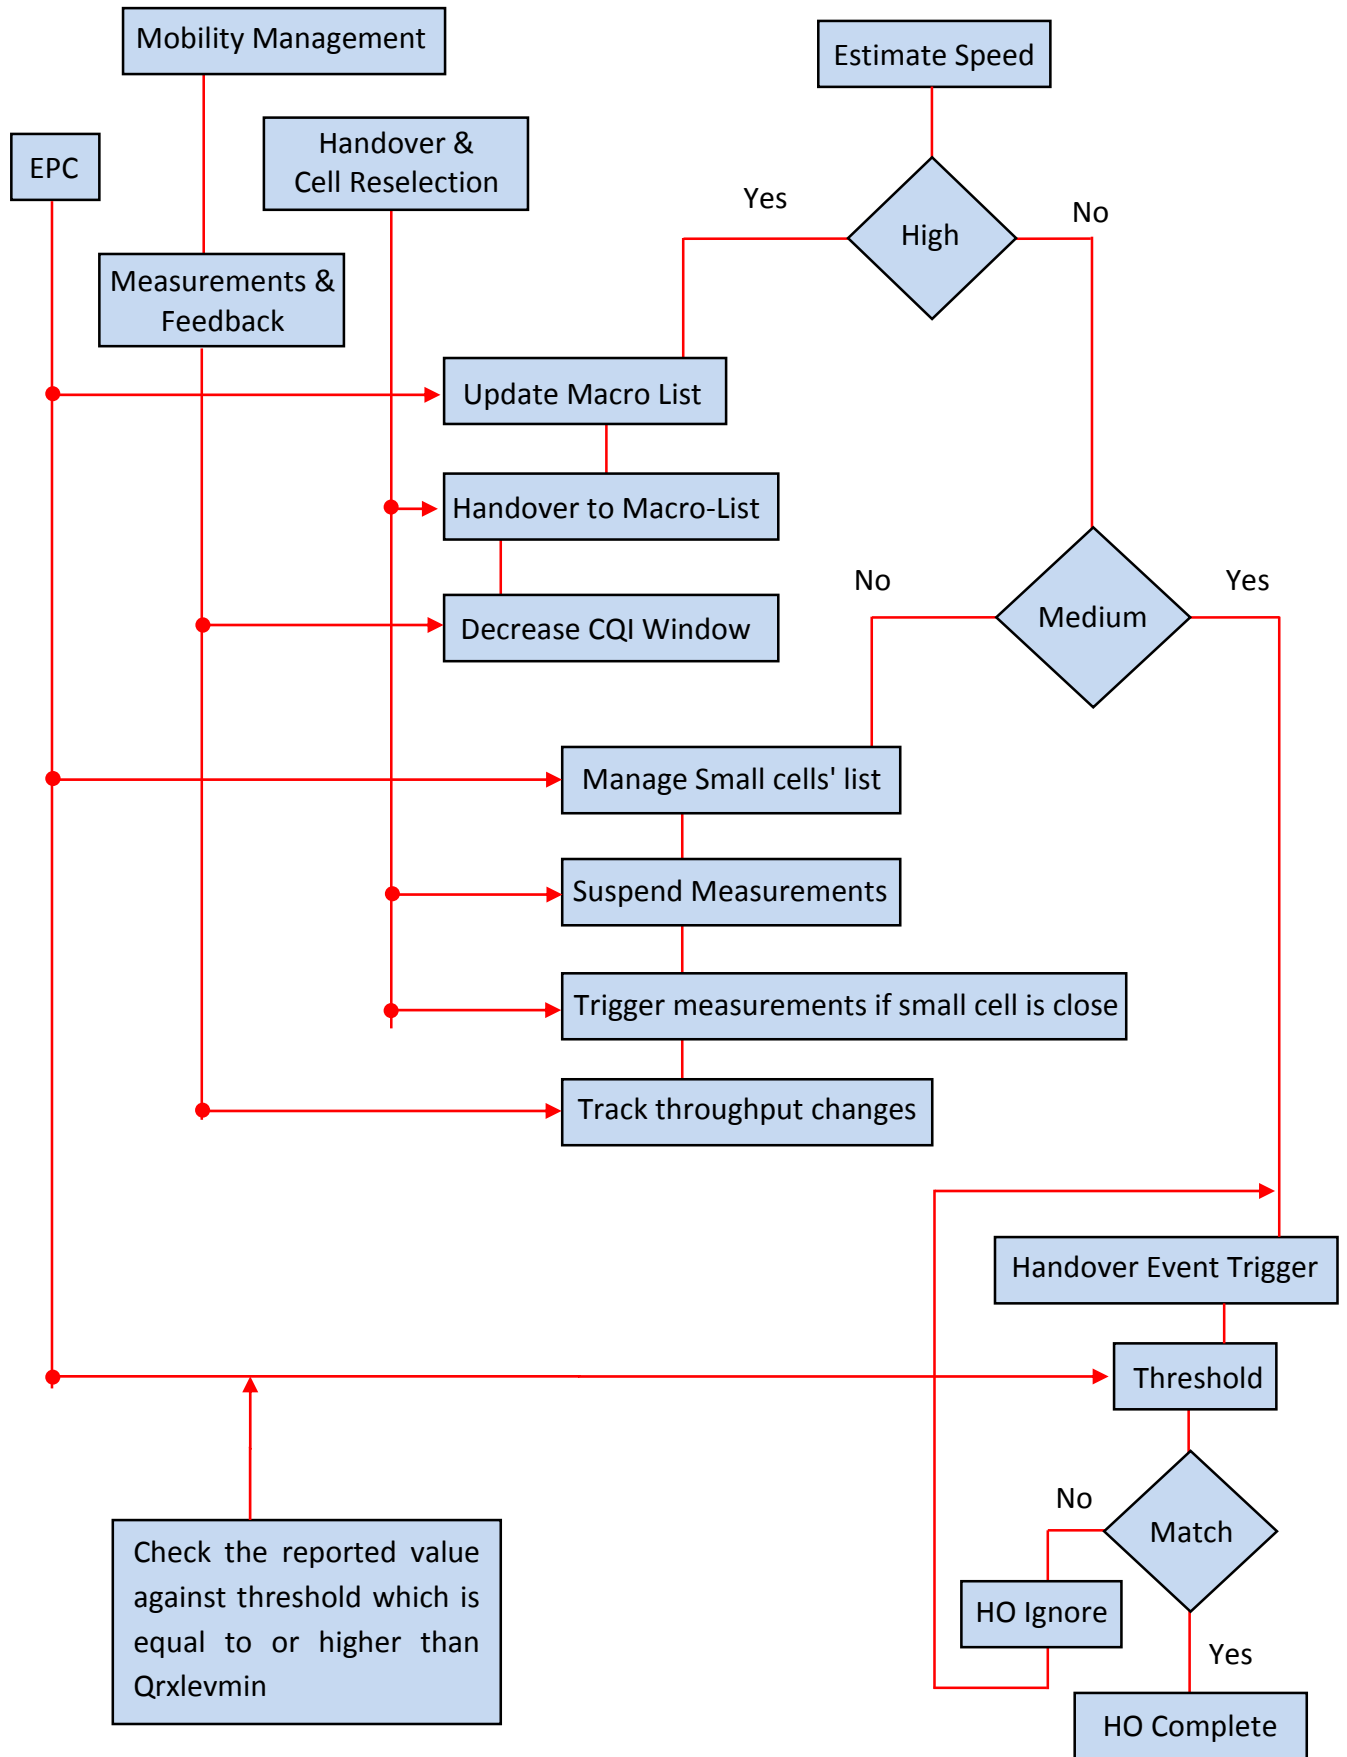 Mobility Management
Estimate Speed
EPC
Handover &
Cell Reselection
Yes
No
High
Measurements &
Feedback
Update Macro List
Handover to Macro-List
No
Yes
Medium
Decrease CQI Window
Manage Small cells' list
Suspend Measurements
Trigger measurements if small cell is close
Track throughput changes
Handover Event Trigger
Threshold
No
Match
Check the reported value
against threshold which is
equal to or higher than
Qrxlevmin
HO Ignore
Yes
HO Complete